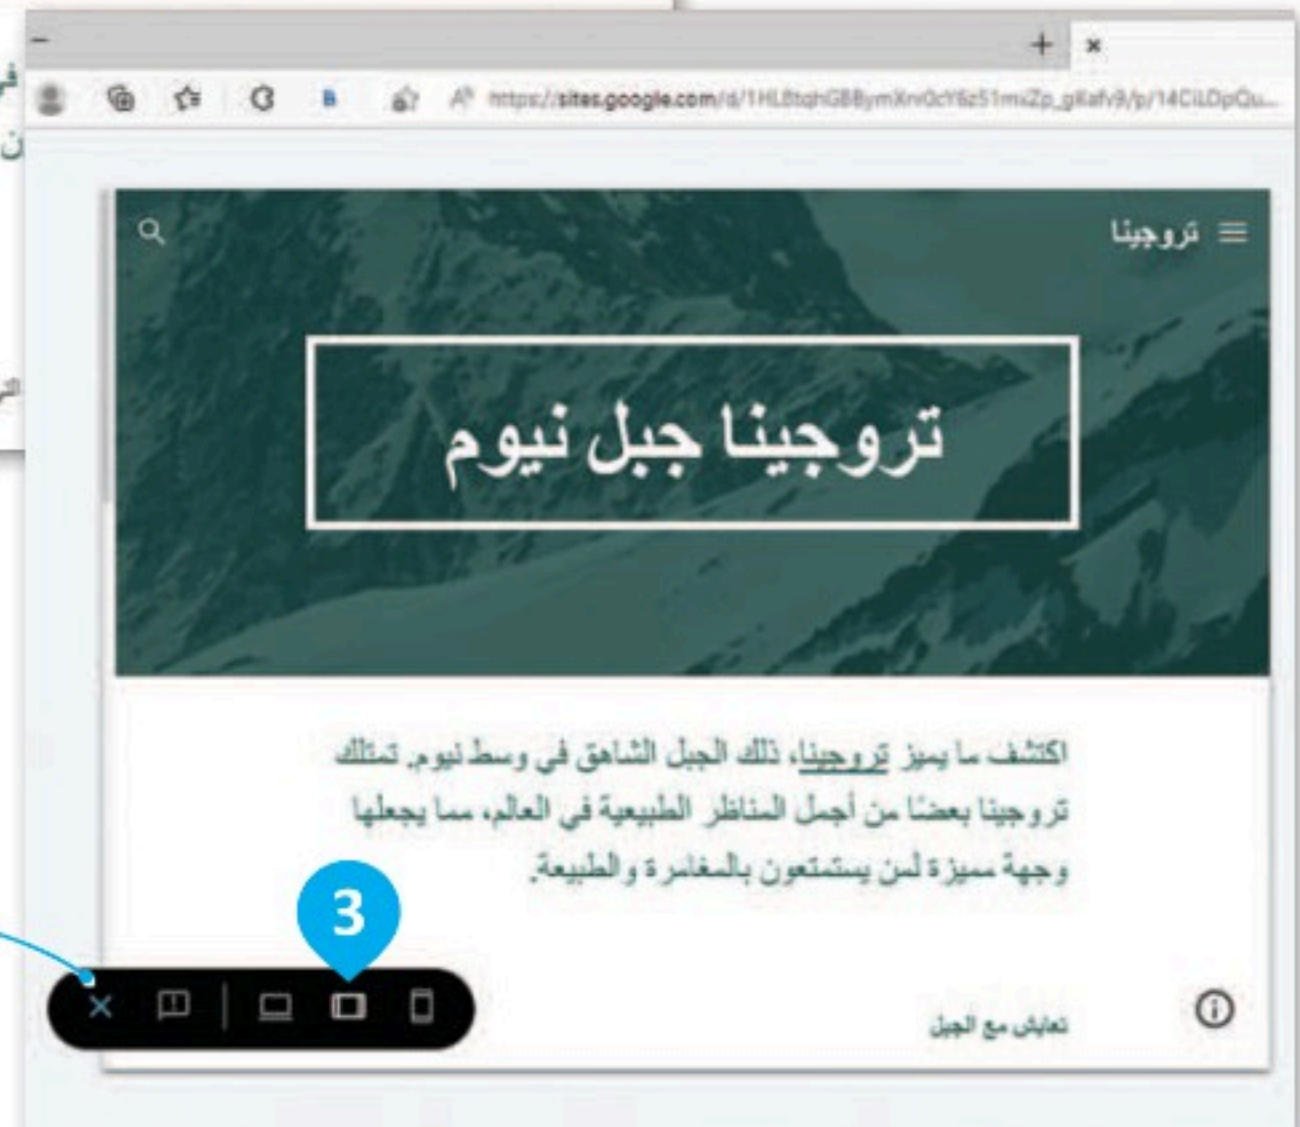 https://sites.google.com/d/
تروجينا
تروجينا جبل نيوم
اكتشف ما يميز تروجينا، ذلك الجبل الشاهق في وسط نيوم. تمتلك
تروجينا بعضًا من أجمل المناظر الطبيعية في العالم، مما يجعلها
وجهة مميزة لمن يستمتعون بالمغامرة والطبيعة.
3
تعايش مع الجبل